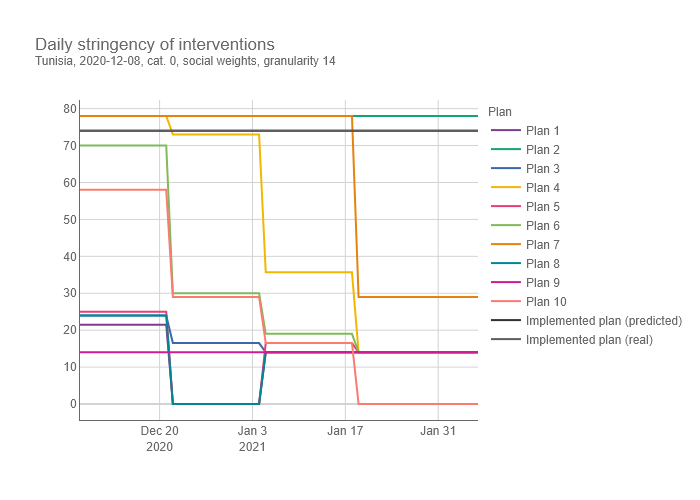 Daily stringency of interventions
Tunisia, 2020-12-08, cat. 0, social weights, granularity 14
80
70
60
50
40
30
20
10
0
Dec 20
2020
Jan 3
2021
Jan 17
Jan 31
Plan
Plan 1
Plan 2
Plan 3
Plan 4
Plan 5
Plan 6
Plan 7
Plan 8
Plan 9
Plan 10
Implemented plan (predicted)
Implemented plan (real)